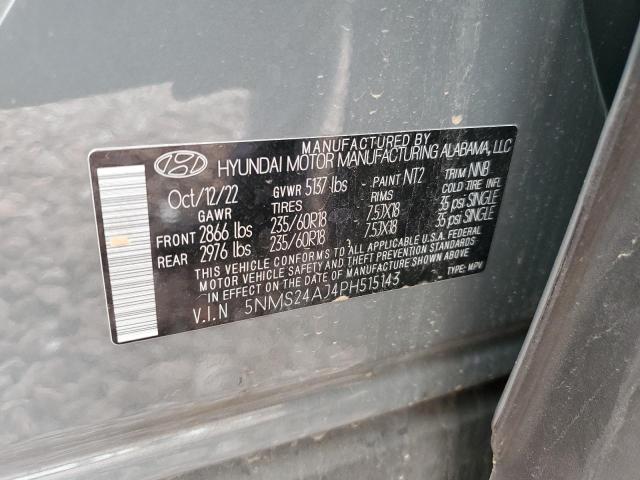 MANUFACTURED BY
HYUNDAI MOTOR MANUFACTURING ALABAMA, LLC
Oct/12/22 GVWR 5137 lbs PAINT NT2 TRIM NNB
GAWR TIRES RIMS COLD TIRE INFL
FRONT 2866 lbs 235/60R18 7.5JX18 35 psi SINGLE
REAR 2976 lbs 235/60R18 7.5JX18 35 psi SINGLE
THIS VEHICLE CONFORMS TO ALL APPLICABLE U.S.A. FEDERAL
MOTOR VEHICLE SAFETY AND THEFT PREVENTION STANDARDS
IN EFFECT ON THE DATE OF MANUFACTURE SHOWN ABOVE.
V.I.N 5NMS24AJ4PH515143 TYPE: MPV